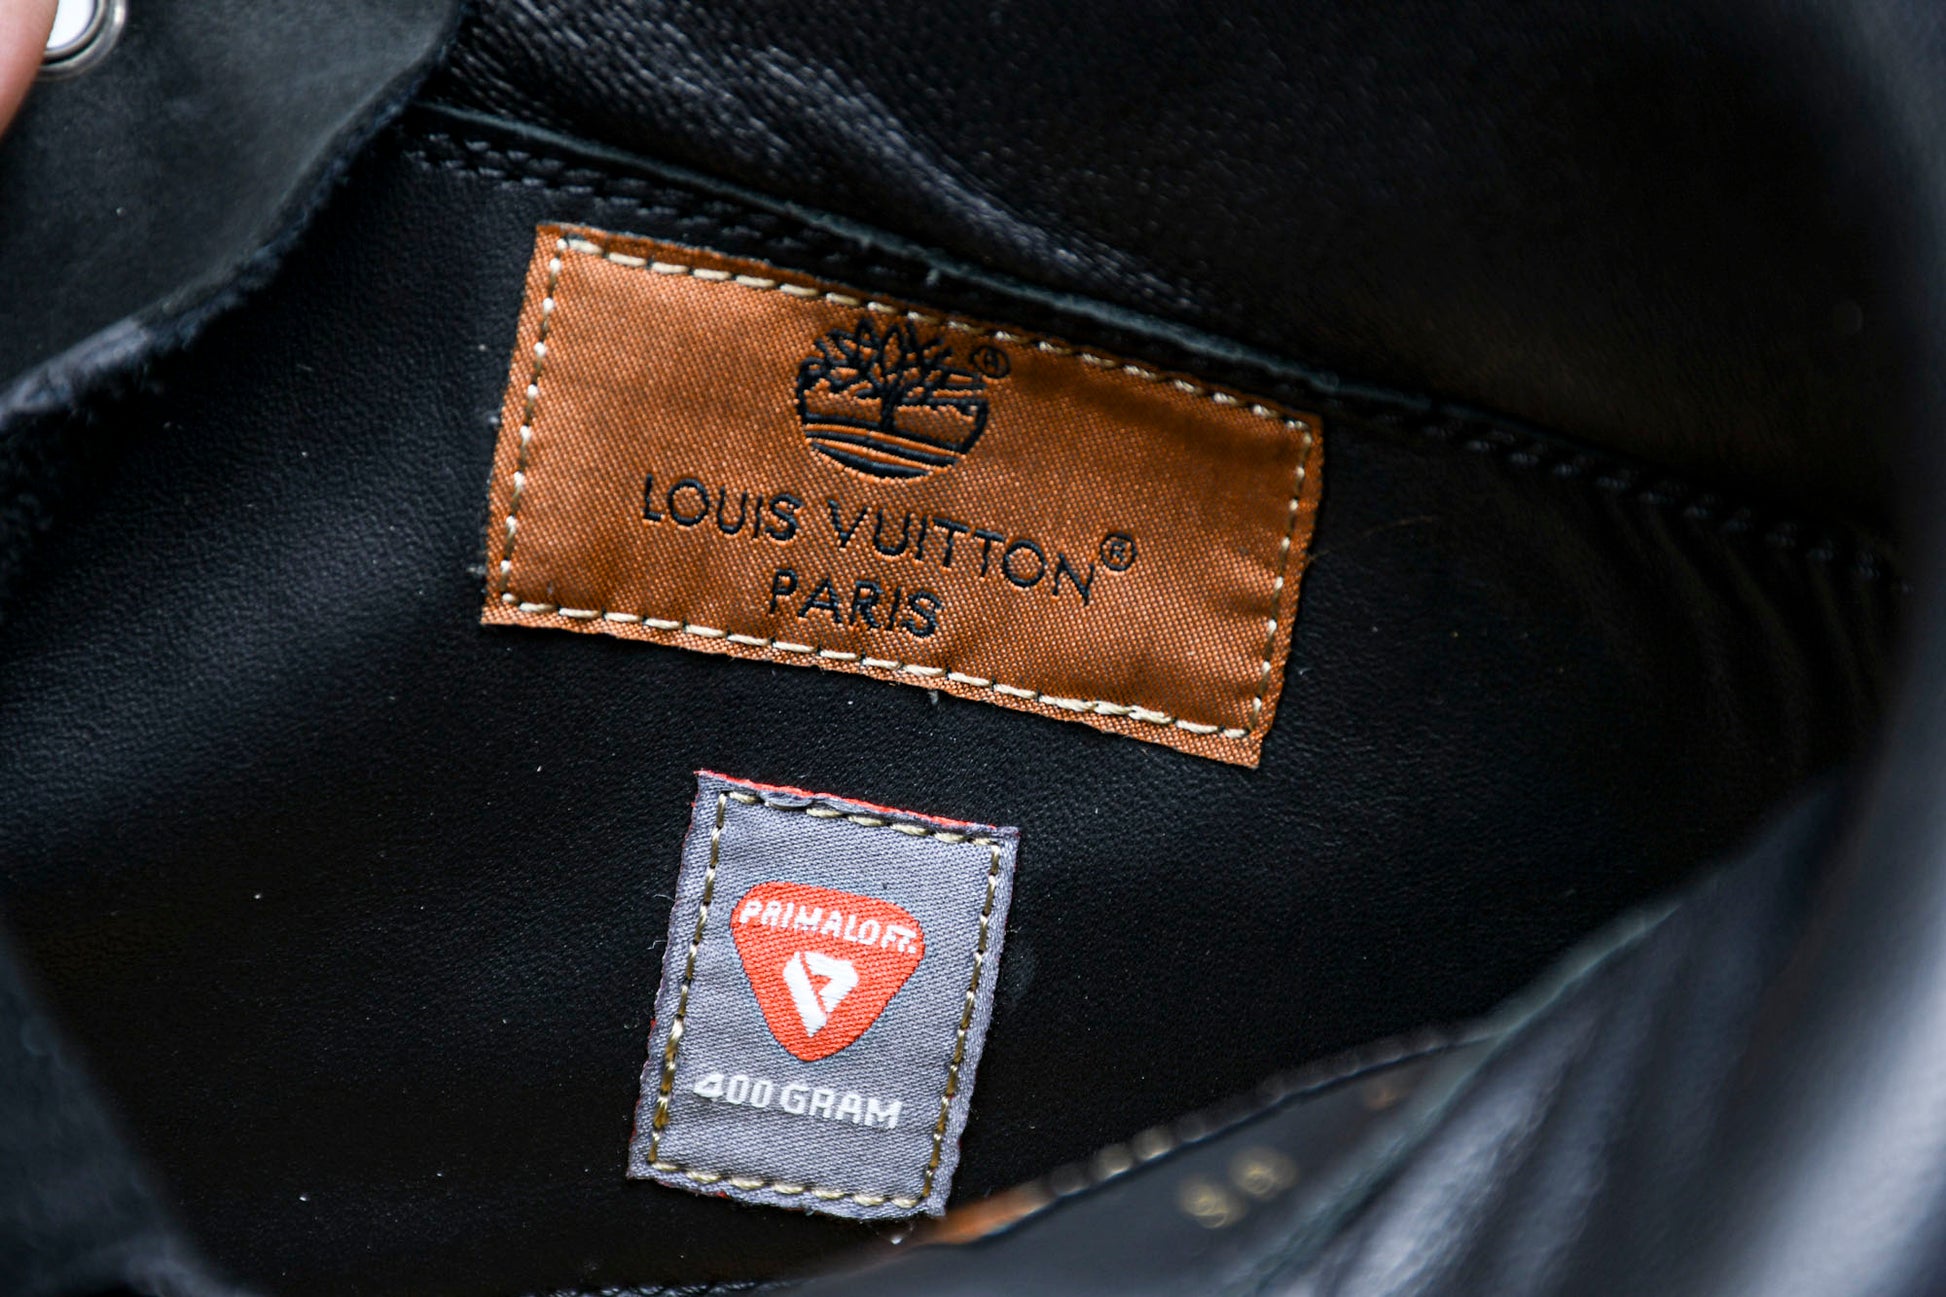 ®
LOUIS VUITTON®
PARIS
PRIMALOFT
400 GRAM